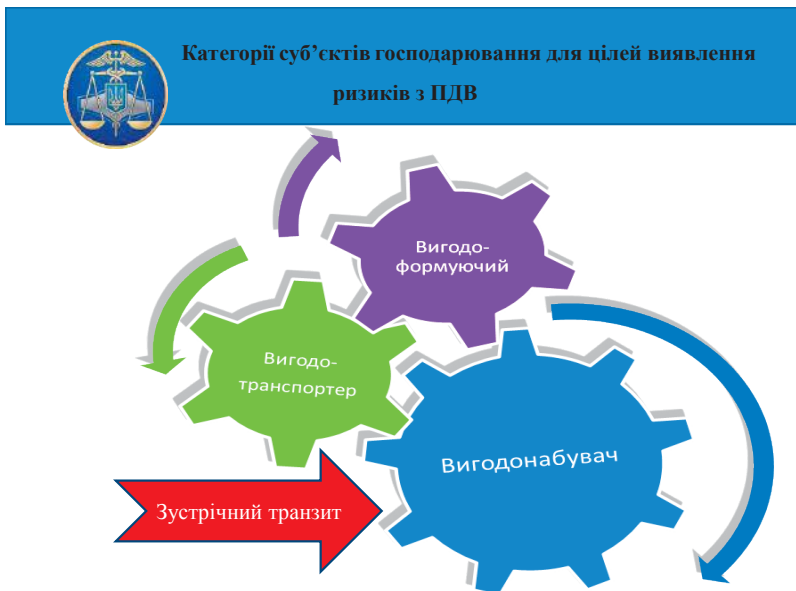 Категорії суб’єктів господарювання для цілей виявлення
ризиків з ПДВ
Вигодо-
формуючий
Вигодо-
транспортер
Вигодонабувач
Зустрічний транзит